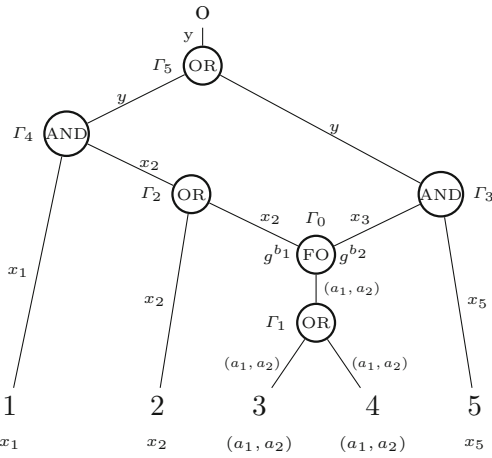 O
y
Γ5 OR
y y
Γ4 AND
x2
Γ2 OR AND Γ3
x2 Γ0 x3
g^b1 FO g^b2
x1 x2 (a1, a2) x5
Γ1 OR
(a1, a2) (a1, a2)
1 2 3 4 5
x1 x2 (a1, a2) (a1, a2) x5